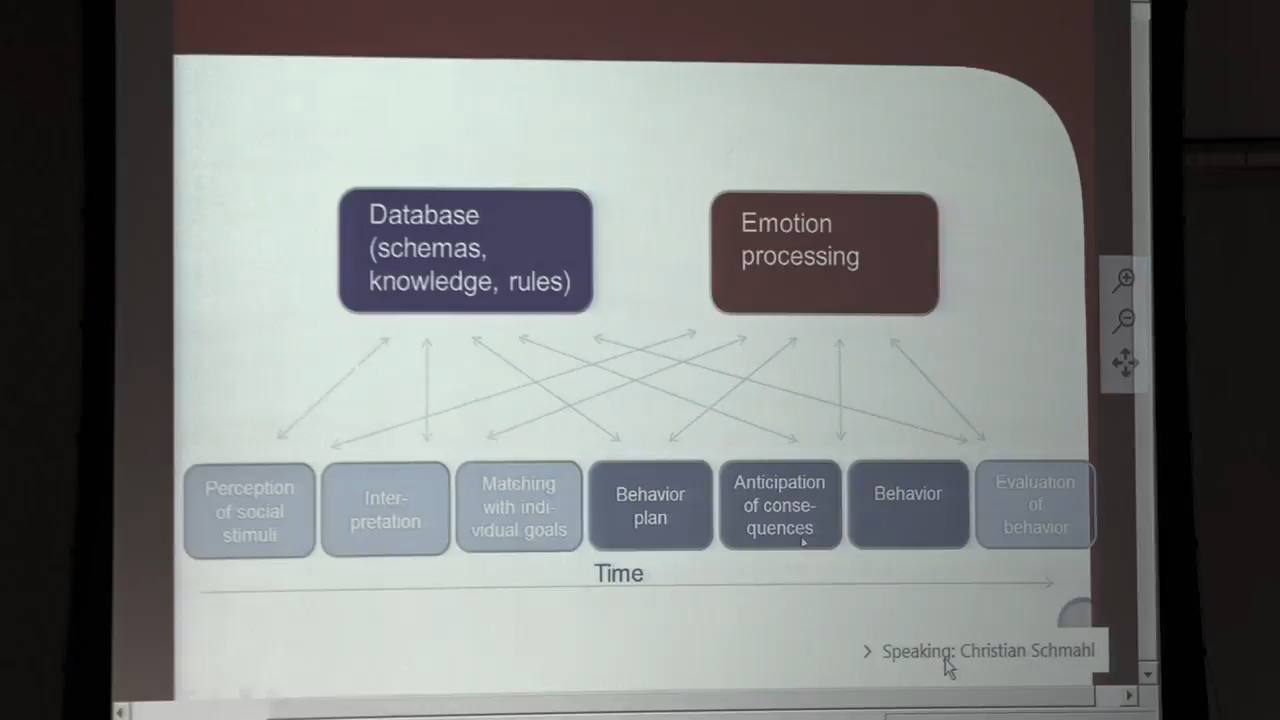 Database
(schemas,
knowledge, rules)
Emotion
processing
Perception
of social
stimuli
Inter-
pretation
Matching
with indi-
vidual goals
Behavior
plan
Anticipation
of conse-
quences
Behavior
Evaluation
of
behavior
Time
> Speaking: Christian Schmahl